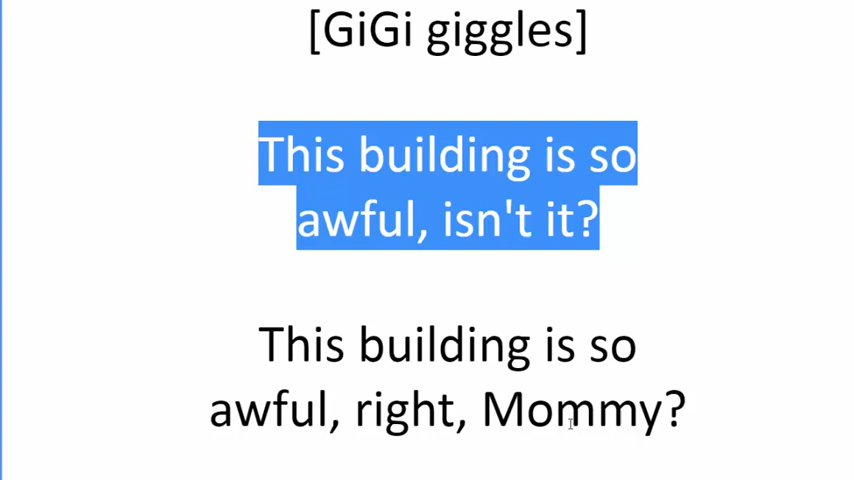 [GiGi giggles]
This building is so
awful, isn't it?
This building is so
awful, right, Mommy?